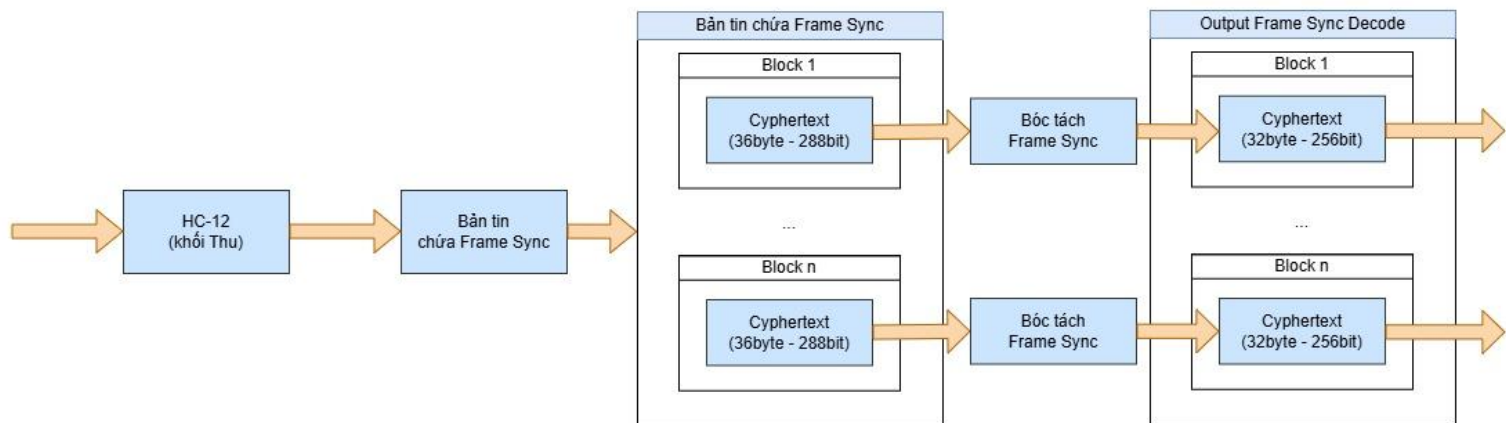 HC-12
(khối Thu)
Bản tin
chứa Frame Sync
Bản tin chứa Frame Sync
Block 1
Cyphertext
(36byte - 288bit)
...
Block n
Cyphertext
(36byte - 288bit)
Bóc tách
Frame Sync
Bóc tách
Frame Sync
Output Frame Sync Decode
Block 1
Cyphertext
(32byte - 256bit)
...
Block n
Cyphertext
(32byte - 256bit)